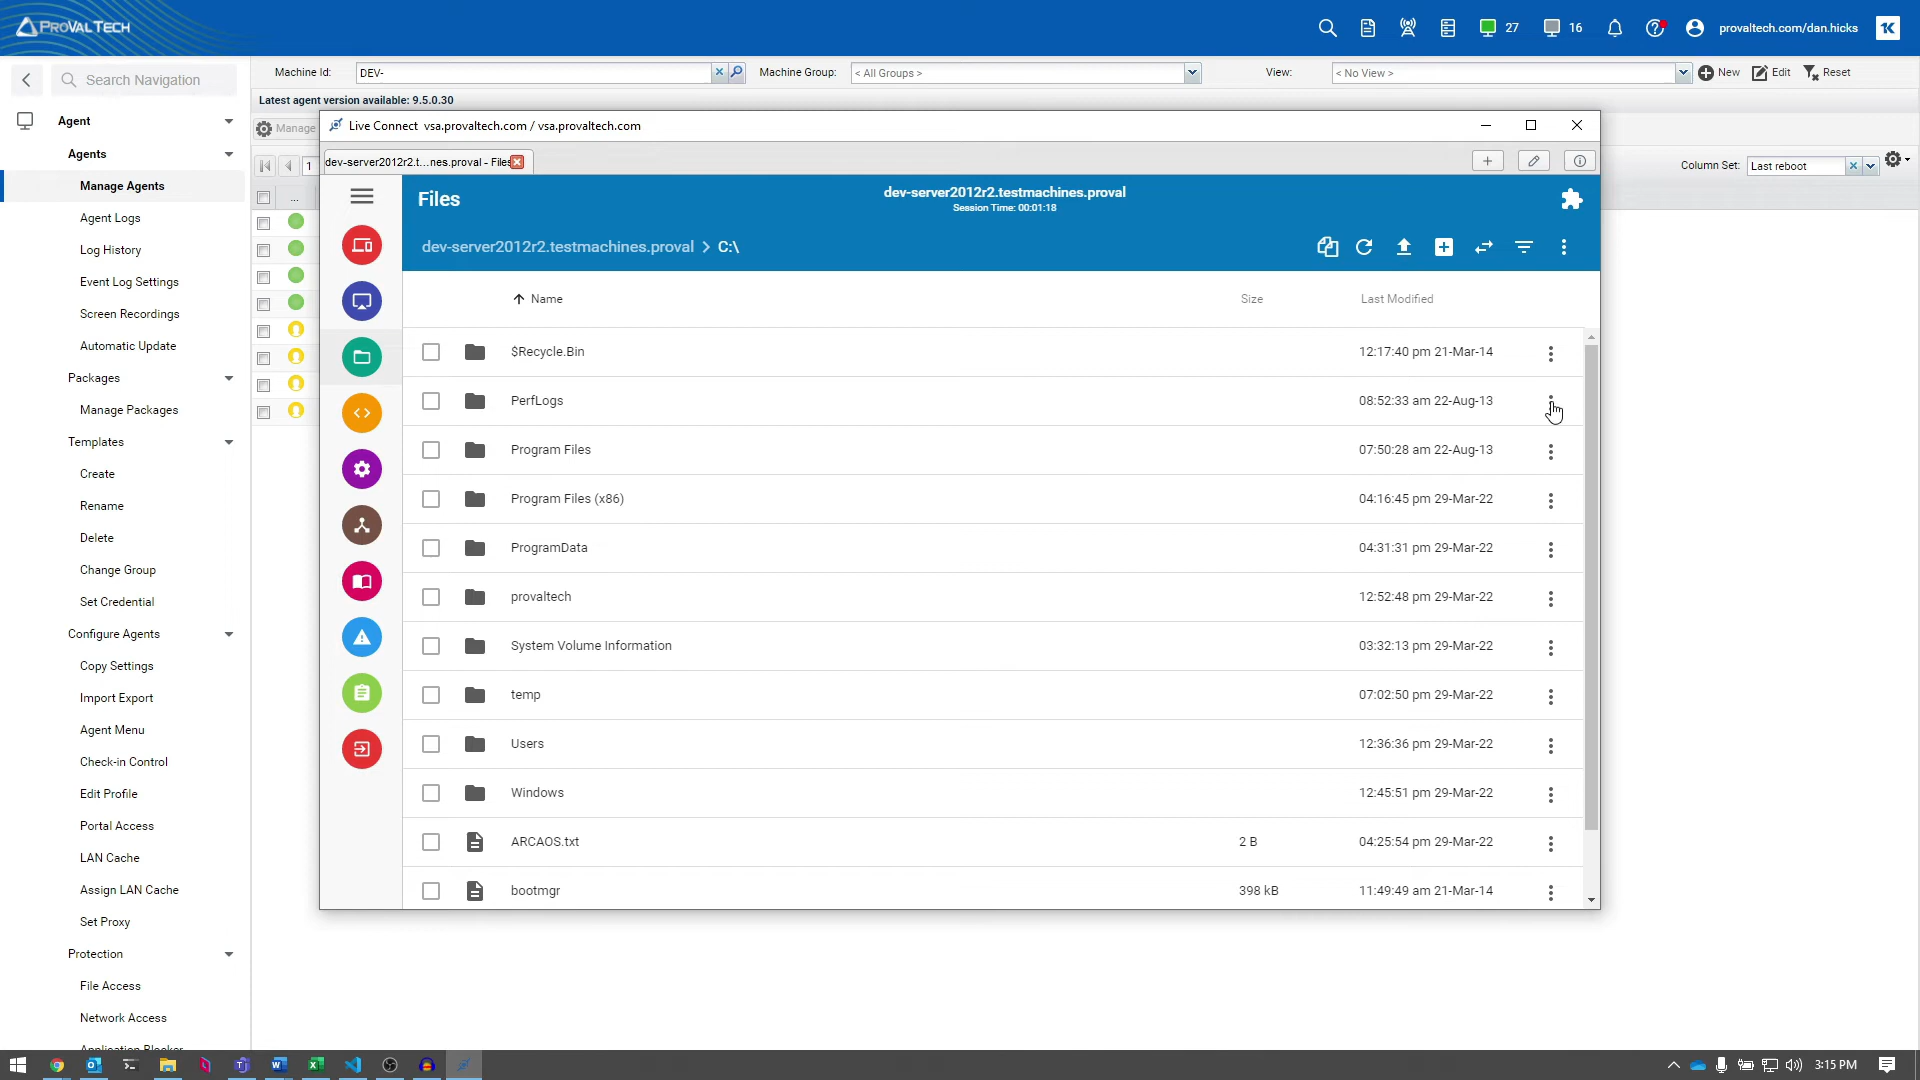 PROVALTECH
27
16
provaltech.com/dan.hicks
Search Navigation
Machine Id:
DEV-
Machine Group:
< All Groups >
View:
< No View >
New
Edit
Reset
Latest agent version available: 9.5.0.30
Agent
Agents
Manage Agents
Agent Logs
Log History
Event Log Settings
Screen Recordings
Automatic Update
Packages
Manage Packages
Templates
Create
Rename
Delete
Change Group
Set Credential
Configure Agents
Copy Settings
Import Export
Agent Menu
Check-in Control
Edit Profile
Portal Access
LAN Cache
Assign LAN Cache
Set Proxy
Protection
File Access
Network Access
Application Blocker
Manage
1
...
Column Set:
Last reboot
Live Connect vsa.provaltech.com / vsa.provaltech.com
dev-server2012r2.t...nes.proval - Files
Files
dev-server2012r2.testmachines.proval
Session Time: 00:01:18
dev-server2012r2.testmachines.proval > C:\
Name Size Last Modified
$Recycle.Bin 12:17:40 pm 21-Mar-14
PerfLogs 08:52:33 am 22-Aug-13
Program Files 07:50:28 am 22-Aug-13
Program Files (x86) 04:16:45 pm 29-Mar-22
ProgramData 04:31:31 pm 29-Mar-22
provaltech 12:52:48 pm 29-Mar-22
System Volume Information 03:32:13 pm 29-Mar-22
temp 07:02:50 pm 29-Mar-22
Users 12:36:36 pm 29-Mar-22
Windows 12:45:51 pm 29-Mar-22
ARCAOS.txt 2 B 04:25:54 pm 29-Mar-22
bootmgr 398 kB 11:49:49 am 21-Mar-14
3:15 PM